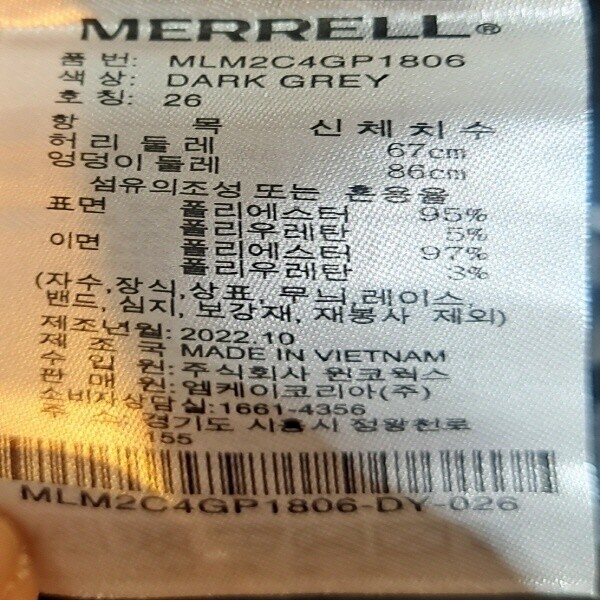 MERRELL®
품 번: MLM2C4GP1806
색 상: DARK GREY
호 칭: 26
항 목 신 체 치 수
허 리 둘 레 67cm
엉덩이 둘레 86cm
섬유의조성 또는 혼용율
표면 폴리에스터 95%
폴리우레탄 5%
이면 폴리에스터 97%
폴리우레탄 3%
(자수,장식,상표, 무늬,레이스,
밴드, 심지, 보강재, 재봉사 제외)
제조년월: 2022.10
제 조 국 MADE IN VIETNAM
수 입 원: 주식회사 윈코웍스
판 매 원: 엠케이코리아(주)
소비자상담실:1661-4356
주 소: 경기도 시흥시 정왕천로
155
MLM2C4GP1806-DY-026